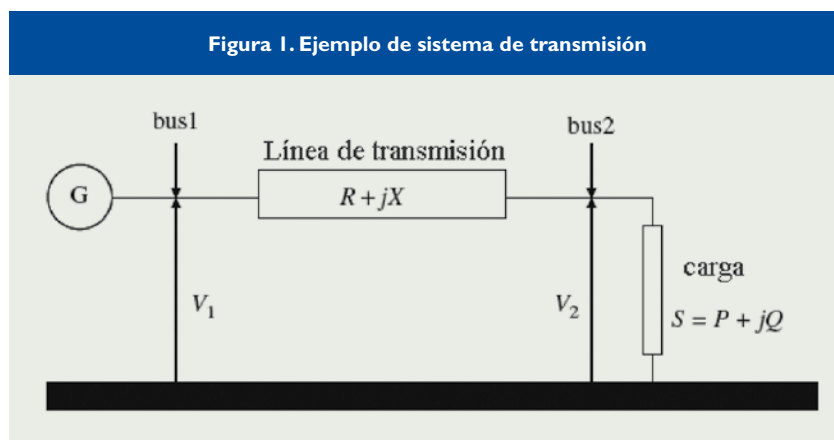 Figura 1. Ejemplo de sistema de transmisión
bus1
bus2
Línea de transmisión
G
R + jX
V1
V2
carga
S = P + jQ